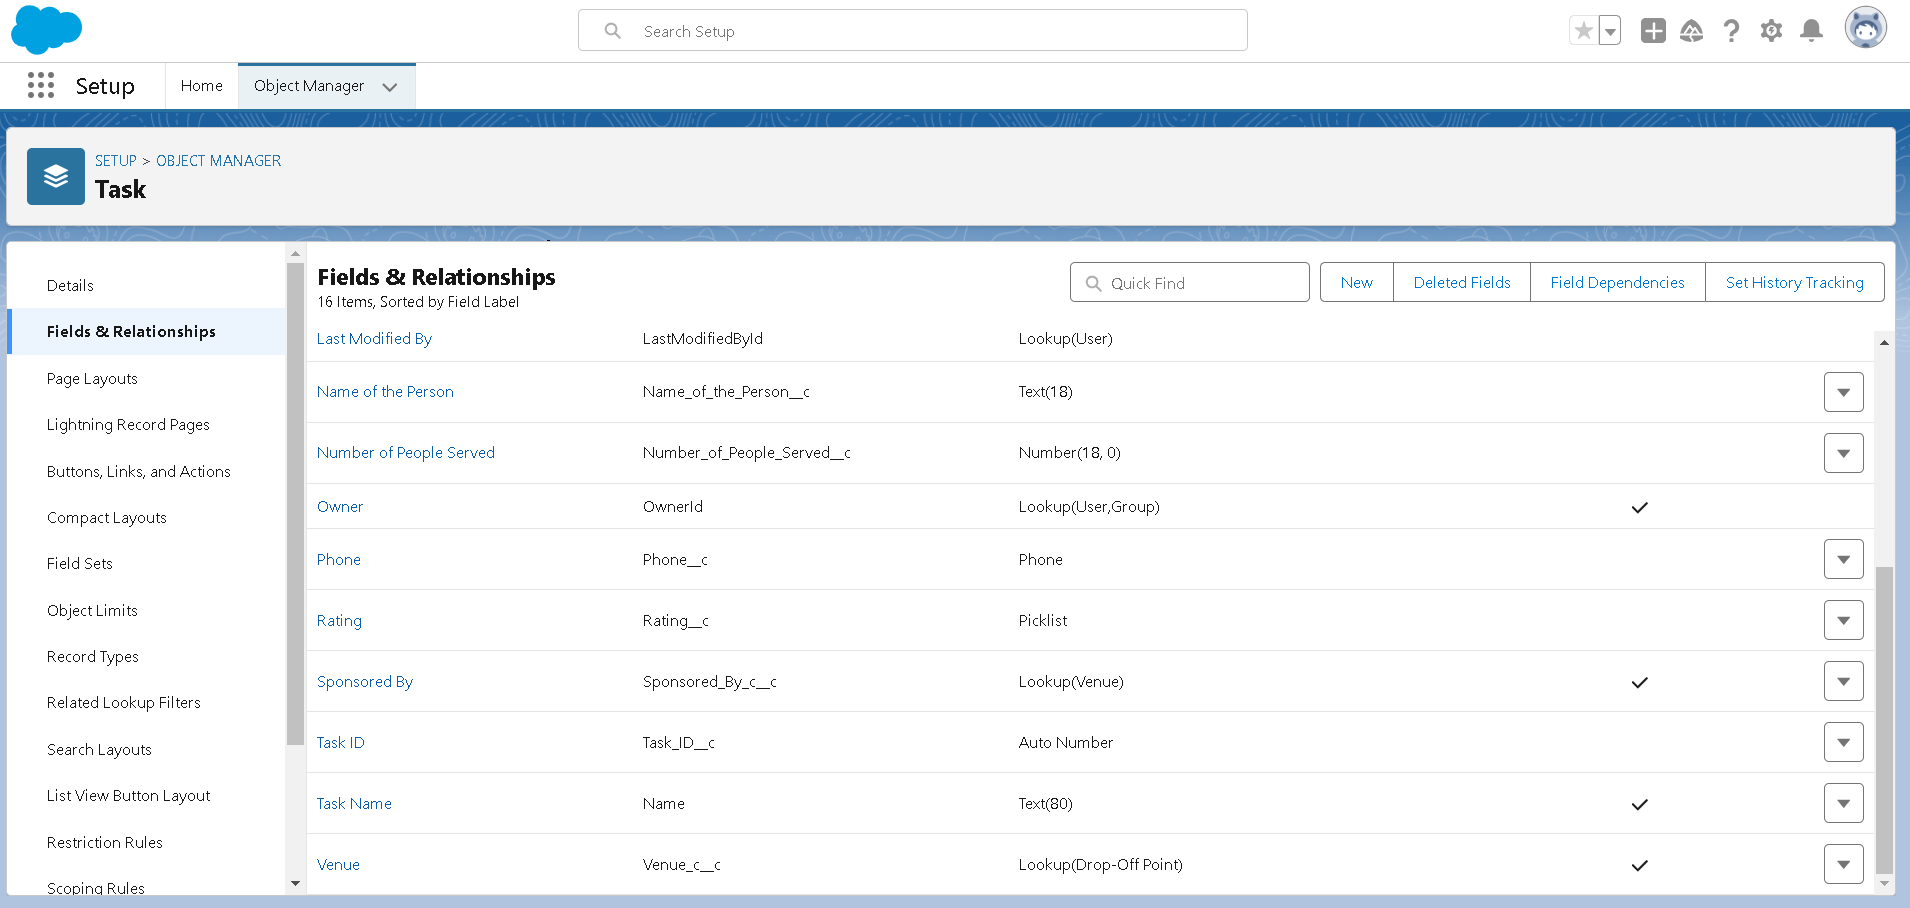 Search Setup
Setup
Home
Object Manager
SETUP > OBJECT MANAGER
Task
Details
Fields & Relationships
Page Layouts
Lightning Record Pages
Buttons, Links, and Actions
Compact Layouts
Field Sets
Object Limits
Record Types
Related Lookup Filters
Search Layouts
List View Button Layout
Restriction Rules
Scoping Rules
Fields & Relationships
16 Items, Sorted by Field Label
Quick Find
New
Deleted Fields
Field Dependencies
Set History Tracking
Last Modified By LastModifiedById Lookup(User)
Name of the Person Name_of_the_Person__c Text(18)
Number of People Served Number_of_People_Served__c Number(18, 0)
Owner OwnerId Lookup(User,Group)
Phone Phone__c Phone
Rating Rating__c Picklist
Sponsored By Sponsored_By_c__c Lookup(Venue)
Task ID Task_ID__c Auto Number
Task Name Name Text(80)
Venue Venue_c__c Lookup(Drop-Off Point)